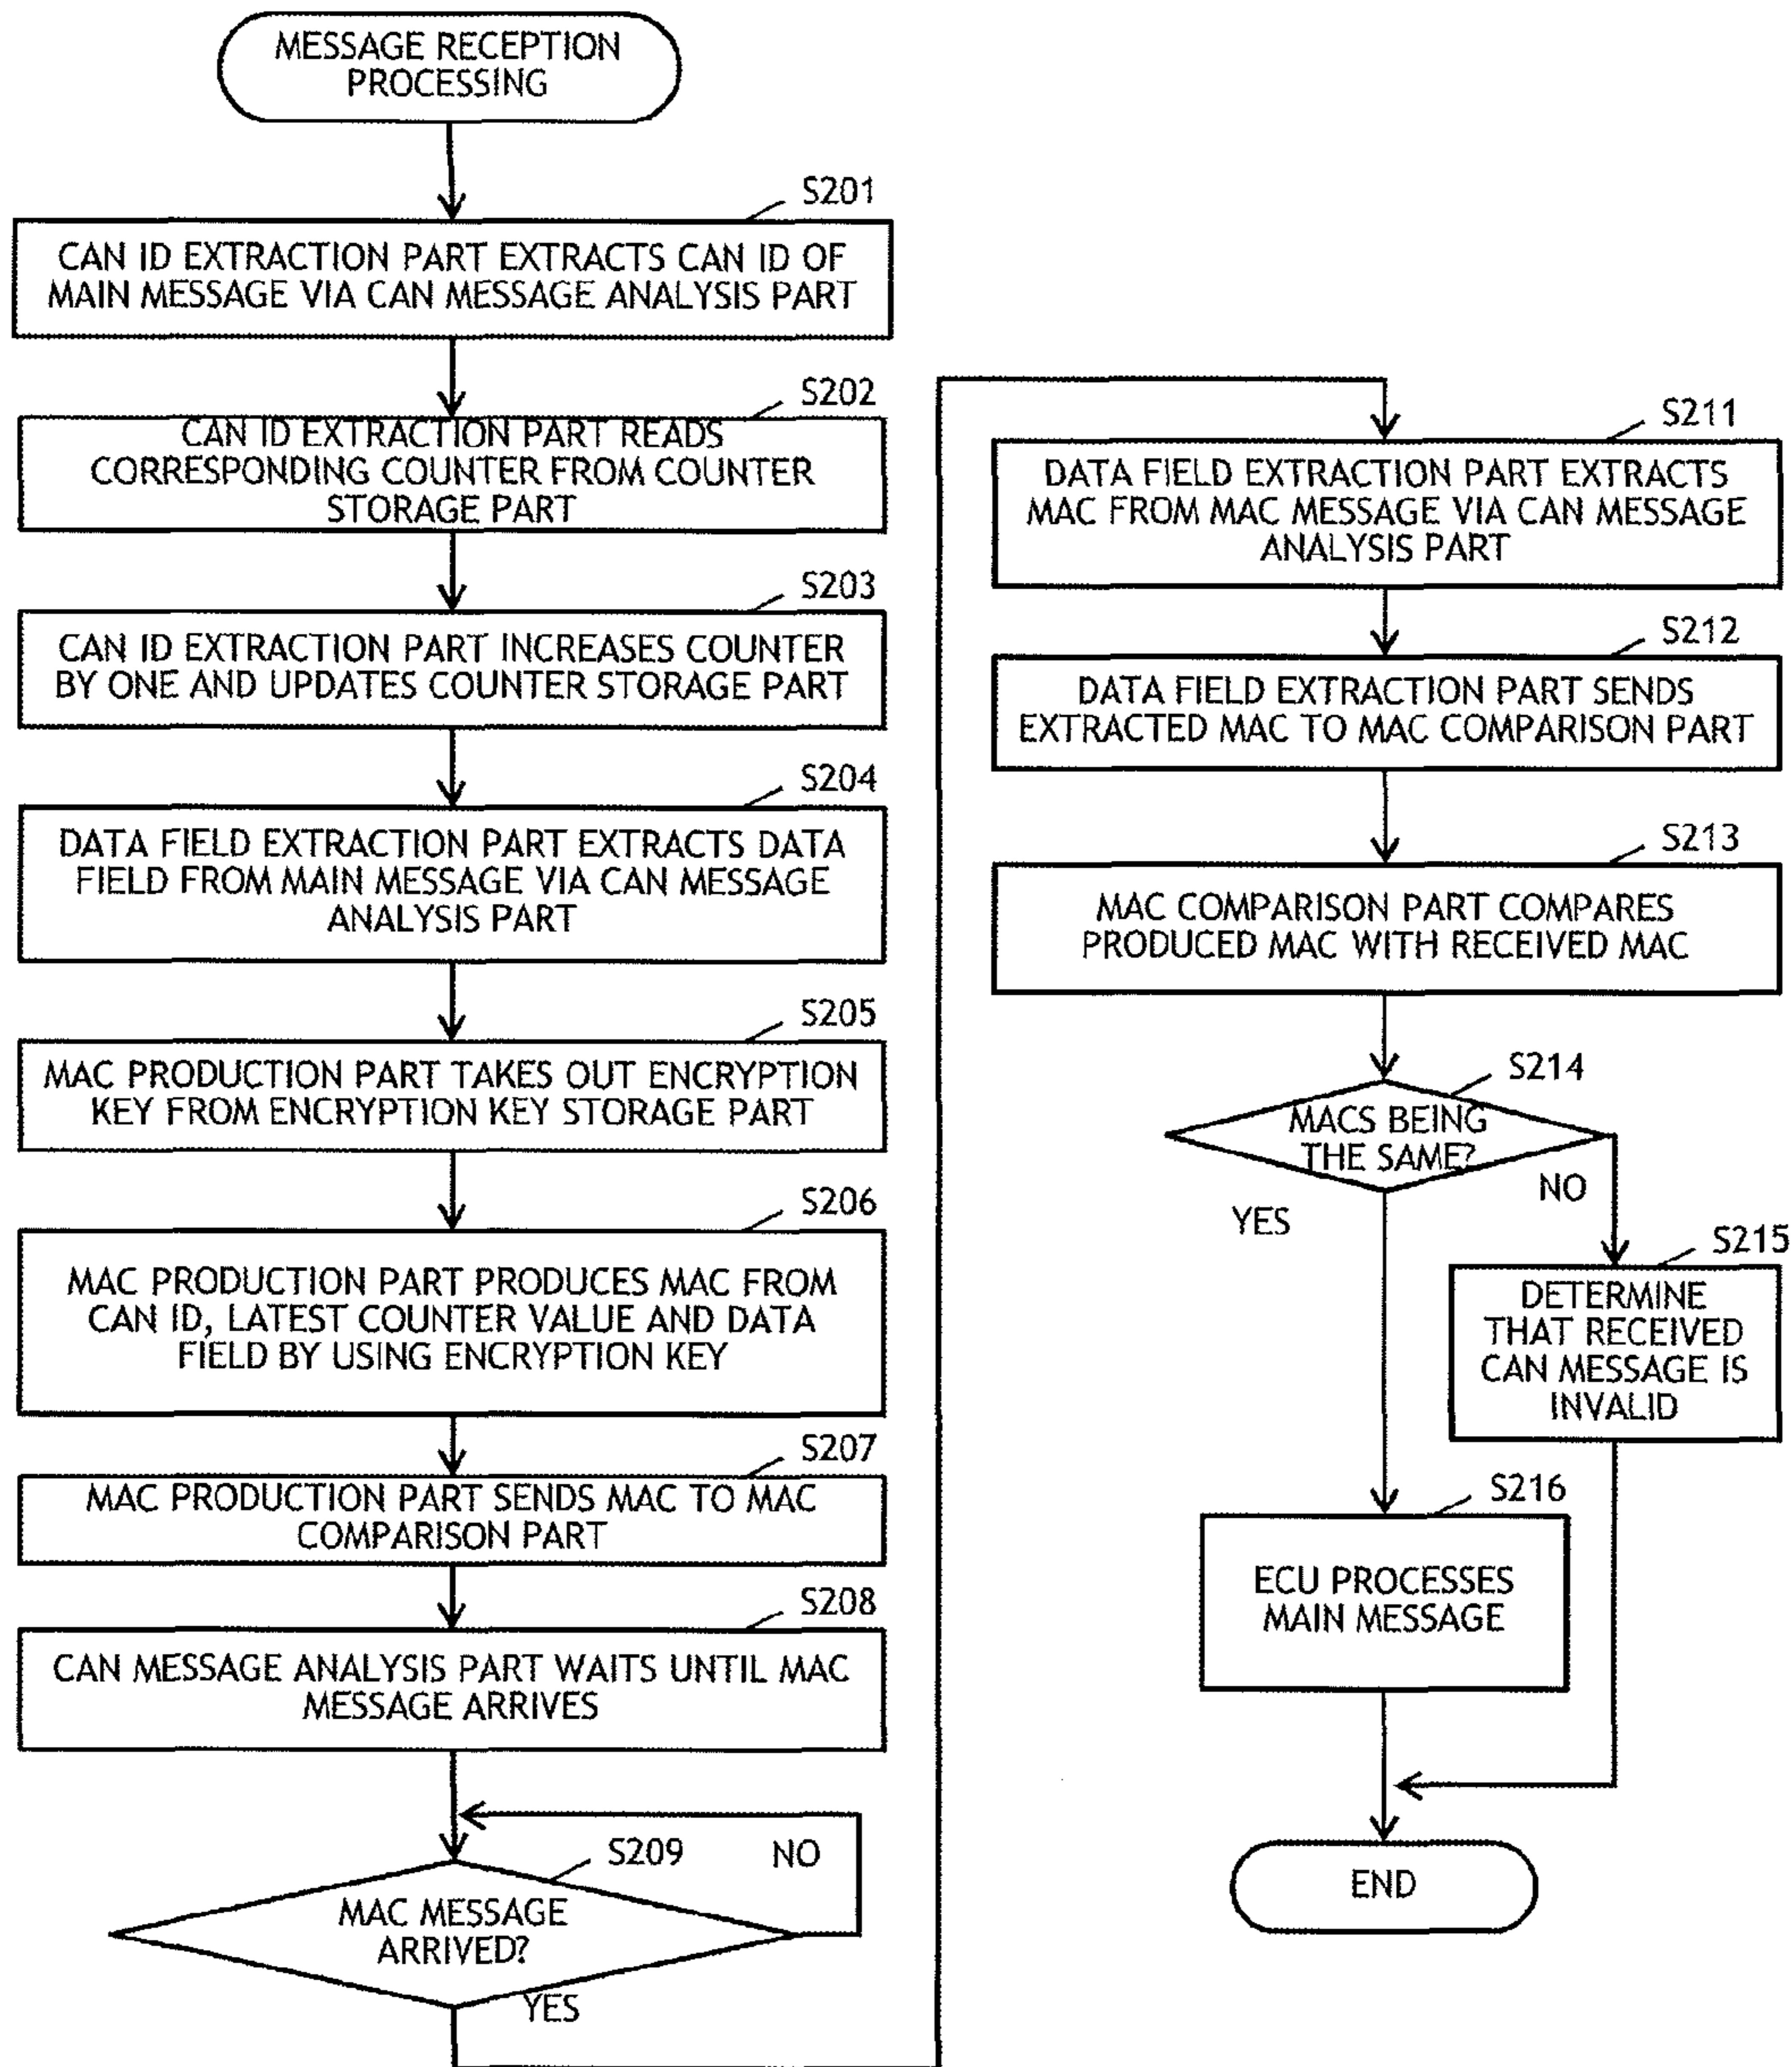 MESSAGE RECEPTION
PROCESSING
S201
CAN ID EXTRACTION PART EXTRACTS CAN ID OF
MAIN MESSAGE VIA CAN MESSAGE ANALYSIS PART
S202
CAN ID EXTRACTION PART READS
CORRESPONDING COUNTER FROM COUNTER
STORAGE PART
S203
CAN ID EXTRACTION PART INCREASES COUNTER
BY ONE AND UPDATES COUNTER STORAGE PART
S204
DATA FIELD EXTRACTION PART EXTRACTS DATA
FIELD FROM MAIN MESSAGE VIA CAN MESSAGE
ANALYSIS PART
S205
MAC PRODUCTION PART TAKES OUT ENCRYPTION
KEY FROM ENCRYPTION KEY STORAGE PART
S206
MAC PRODUCTION PART PRODUCES MAC FROM
CAN ID, LATEST COUNTER VALUE AND DATA
FIELD BY USING ENCRYPTION KEY
S207
MAC PRODUCTION PART SENDS MAC TO MAC
COMPARISON PART
S208
CAN MESSAGE ANALYSIS PART WAITS UNTIL MAC
MESSAGE ARRIVES
S209
NO
MAC MESSAGE
ARRIVED?
YES
S211
DATA FIELD EXTRACTION PART EXTRACTS
MAC FROM MAC MESSAGE VIA CAN MESSAGE
ANALYSIS PART
S212
DATA FIELD EXTRACTION PART SENDS
EXTRACTED MAC TO MAC COMPARISON PART
S213
MAC COMPARISON PART COMPARES
PRODUCED MAC WITH RECEIVED MAC
S214
MACS BEING
THE SAME?
NO
YES
S215
DETERMINE
THAT RECEIVED
CAN MESSAGE IS
INVALID
S216
ECU PROCESSES
MAIN MESSAGE
END